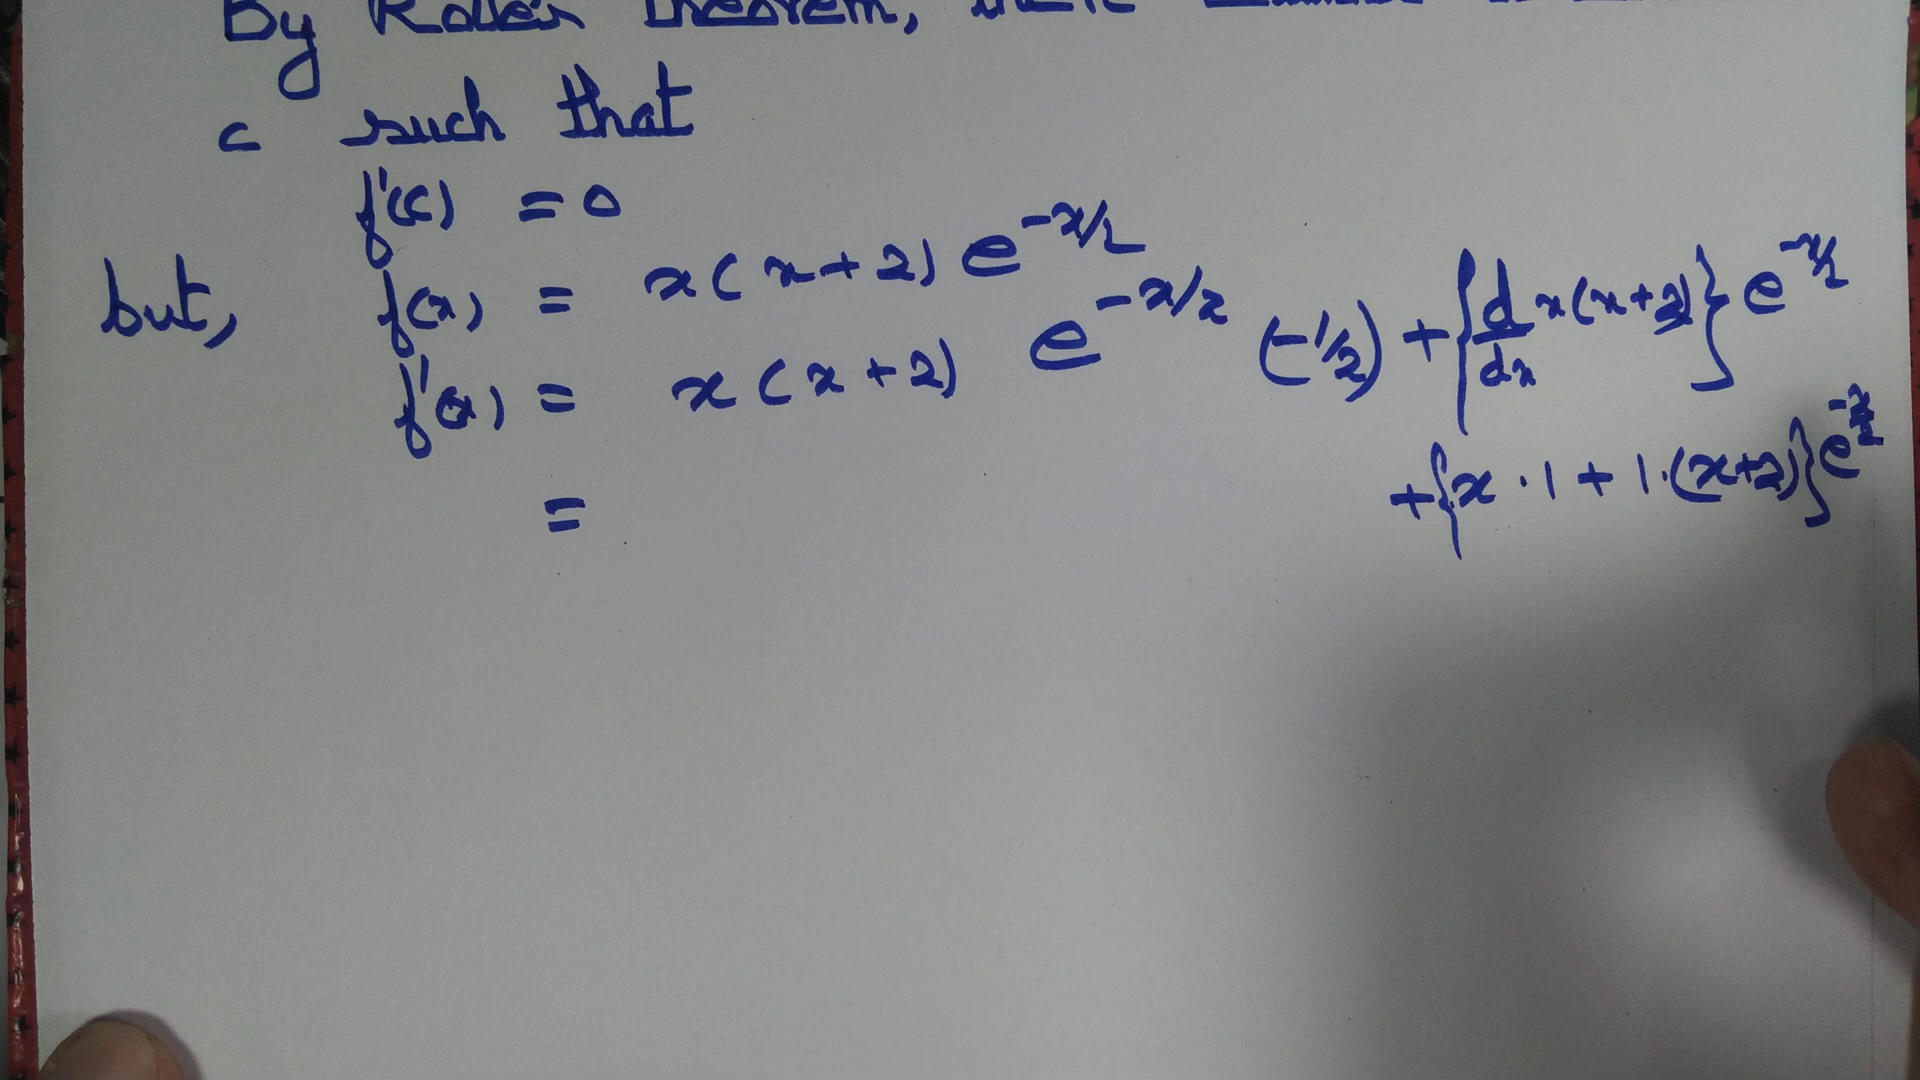 By Rolle's theorem, there
c such that
f'(c) = 0
but, f(x) = x(x+2) e^{-x/2}
f'(x) = x(x+2) e^{-x/2} (-1/2) + {d/dx x(x+2)} e^{-x/2}
= +{x·1 + 1·(x+2)} e^{-x/2}